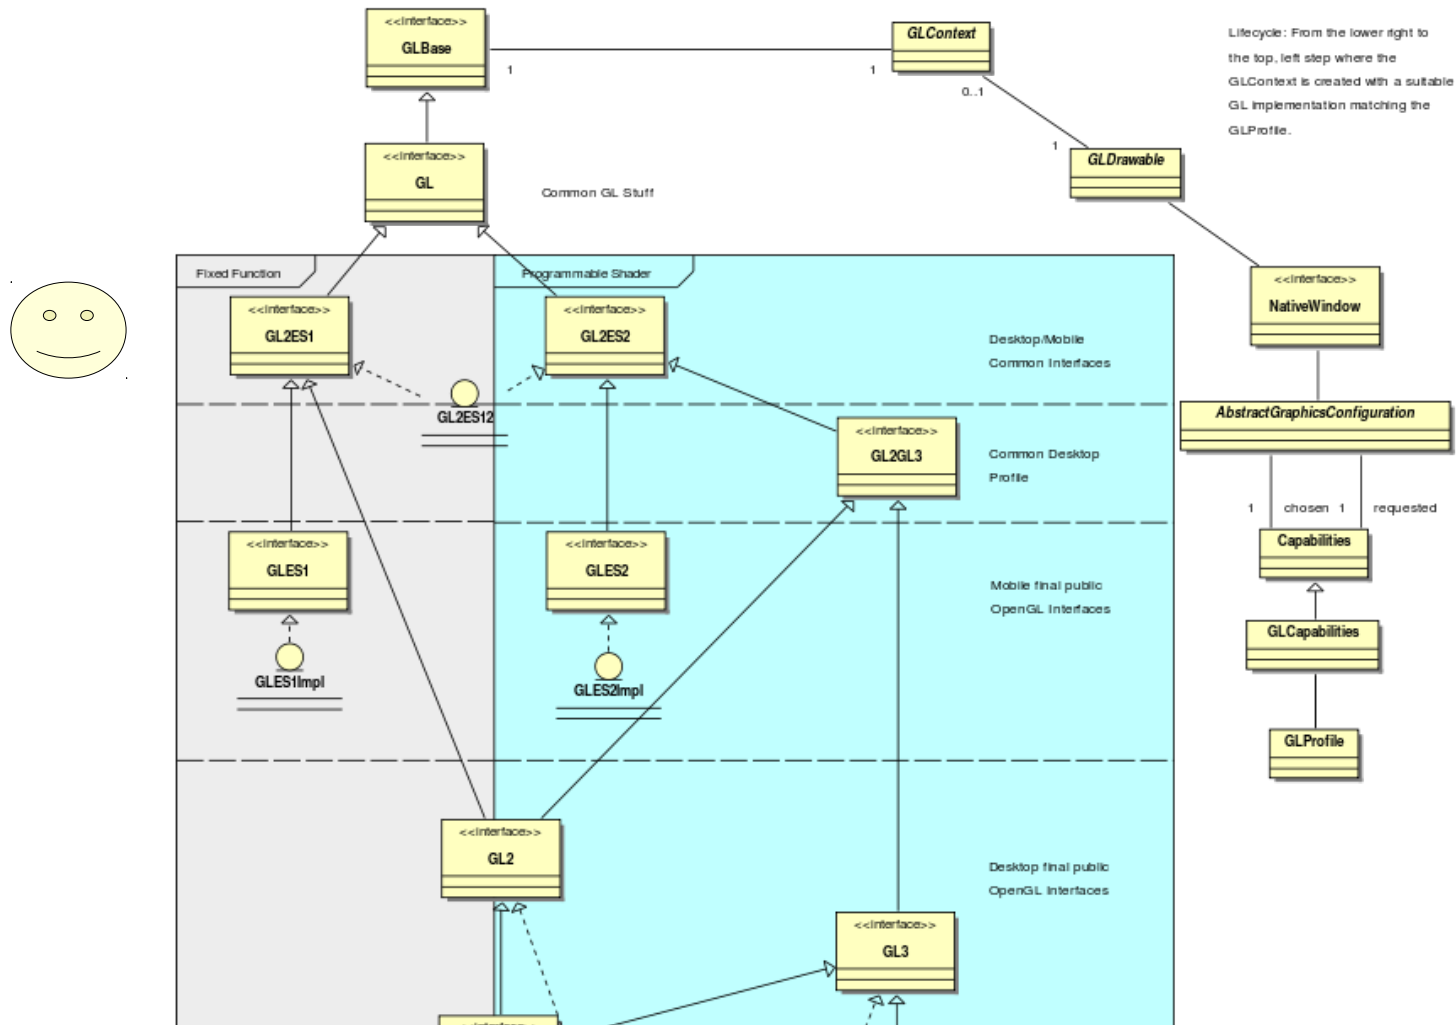 <<interface>>
GLBase
1
1
GLContext
0..1
1
GLDrawable
Lifecycle: From the lower right to
the top, left step where the
GLContext is created with a suitable
GL implementation matching the
GLProfile.
<<interface>>
GL
Common GL Stuff
Fixed Function
Programmable Shader
<<interface>>
GL2ES1
<<interface>>
GL2ES2
Desktop/Mobile
Common Interfaces
<<interface>>
NativeWindow
GL2ES12
<<interface>>
GL2GL3
Common Desktop
Profile
AbstractGraphicsConfiguration
1
chosen
1
requested
Capabilities
<<interface>>
GLES1
<<interface>>
GLES2
Mobile final public
OpenGL Interfaces
GLES1Impl
GLES2Impl
GLCapabilities
GLProfile
<<interface>>
GL2
Desktop final public
OpenGL Interfaces
<<interface>>
GL3
<<interface>>